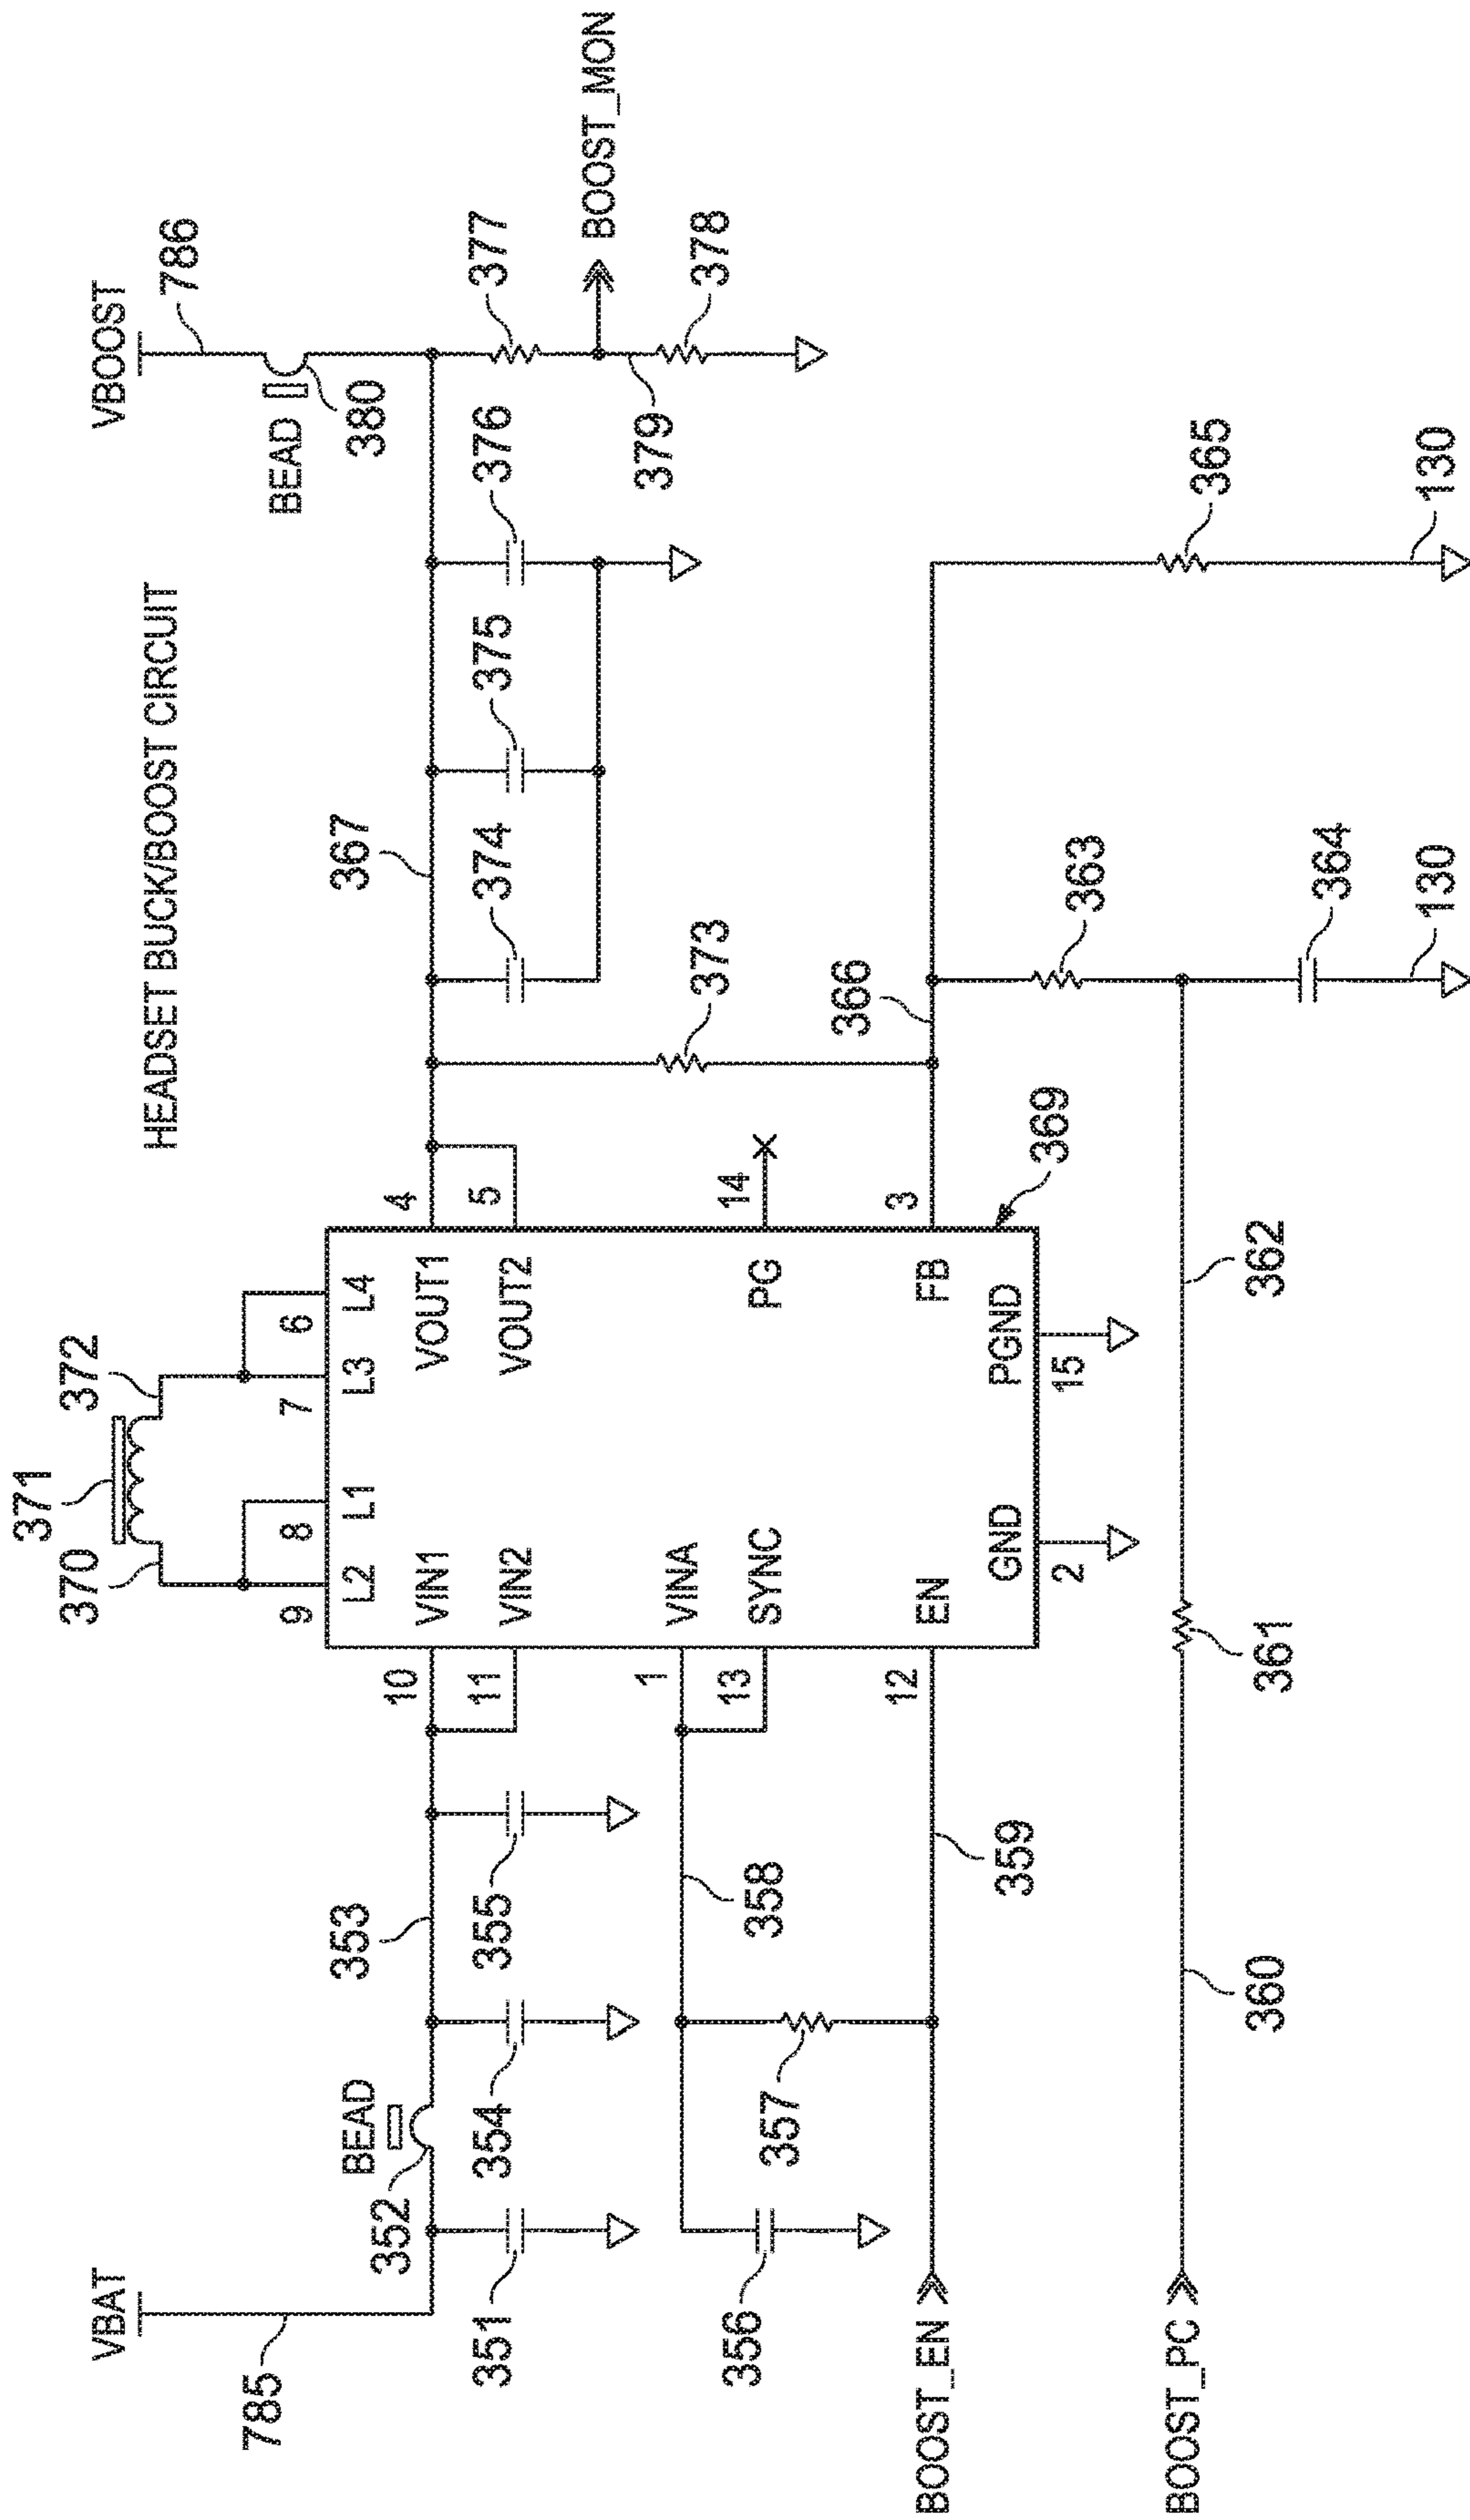 HEADSET BUCK/BOOST CIRCUIT
VBAT
785
351
352
BEAD
353
354
355
356
357
358
359
BOOST_EN
BOOST_PC
360
361
362
370
371
372
9
8
7
6
L2
L1
L3
L4
10
VIN1
11
VIN2
1
VINA
13
SYNC
12
EN
GND
2
PGND
15
VOUT1
4
VOUT2
5
PG
14
FB
3
369
367
373
374
375
376
366
363
364
130
365
130
VBOOST
786
BEAD
380
377
BOOST_MON
379
378